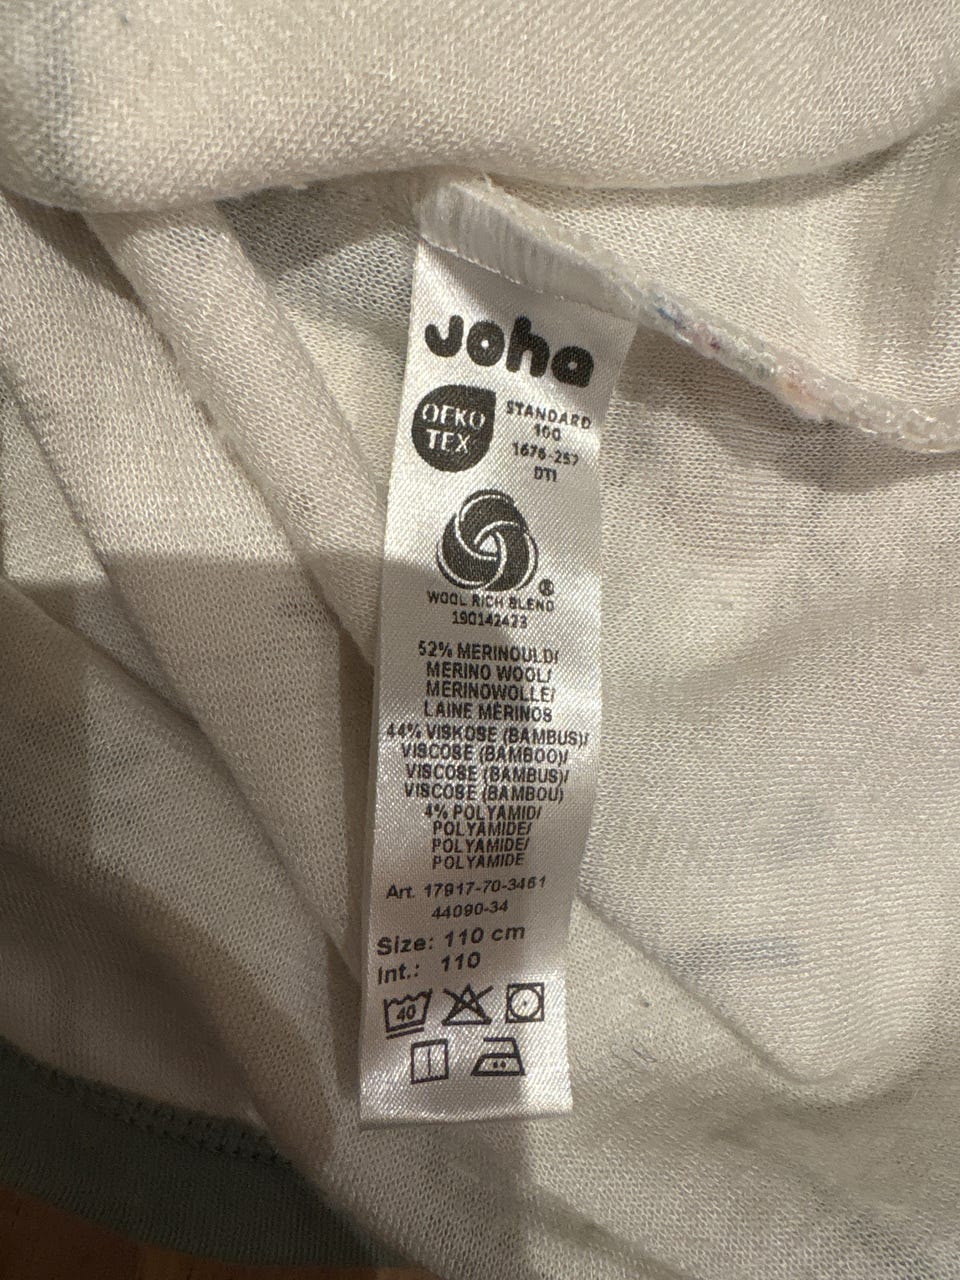 Joha
OEKO
TEX
STANDARD
100
1676-257
DTI
®
WOOL RICH BLEND
190142423
52% MERINOULD/
MERINO WOOL/
MERINOWOLLE/
LAINE MÉRINOS
44% VISKOSE (BAMBUS)/
VISCOSE (BAMBOO)/
VISCOSE (BAMBUS)/
VISCOSE (BAMBOU)
4% POLYAMID/
POLYAMIDE/
POLYAMIDE/
POLYAMIDE
Art. 17917-70-3461
44090-34
Size: 110 cm
Int.: 110
40